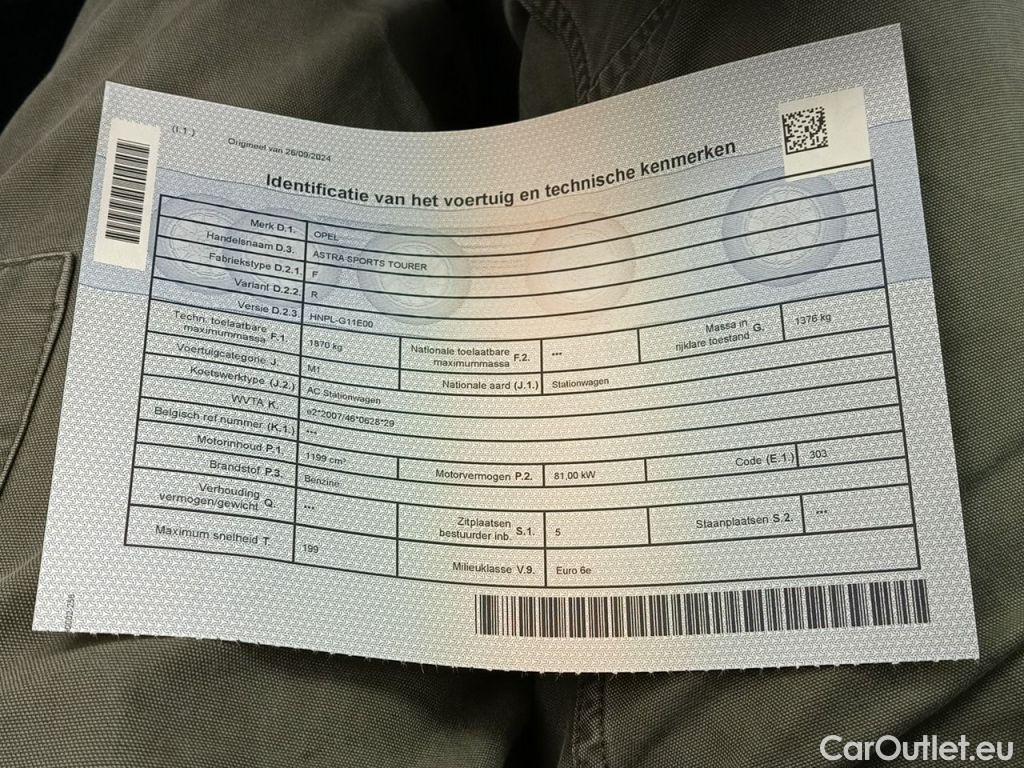 (I.1.)
Origineel van 26/09/2024
Identificatie van het voertuig en technische kenmerken
Merk D.1. OPEL
Handelsnaam D.3. ASTRA SPORTS TOURER
Fabriekstype D.2.1. F
Variant D.2.2. R
Versie D.2.3. HNPL-G11E00
Techn. toelaatbare maximummassa F.1. 1870 kg Nationale toelaatbare maximummassa F.2. *** Massa in rijklare toestand G. 1376 kg
Voertuigcategorie J. M1 Nationale aard (J.1.) Stationwagen
Koetswerktype (J.2.) AC Stationwagen
WVTA K. e2*2007/46*0628*29
Belgisch ref nummer (K.1.) ***
Motorinhoud P.1. 1199 cm³ Motorvermogen P.2. 81,00 kW Code (E.1.) 303
Brandstof P.3. Benzine
Verhouding vermogen/gewicht Q. *** Zitplaatsen bestuurder inb. S.1. 5 Staanplaatsen S.2. ***
Maximum snelheid T. 199 Milieuklasse V.9. Euro 6e
CarOutlet.eu